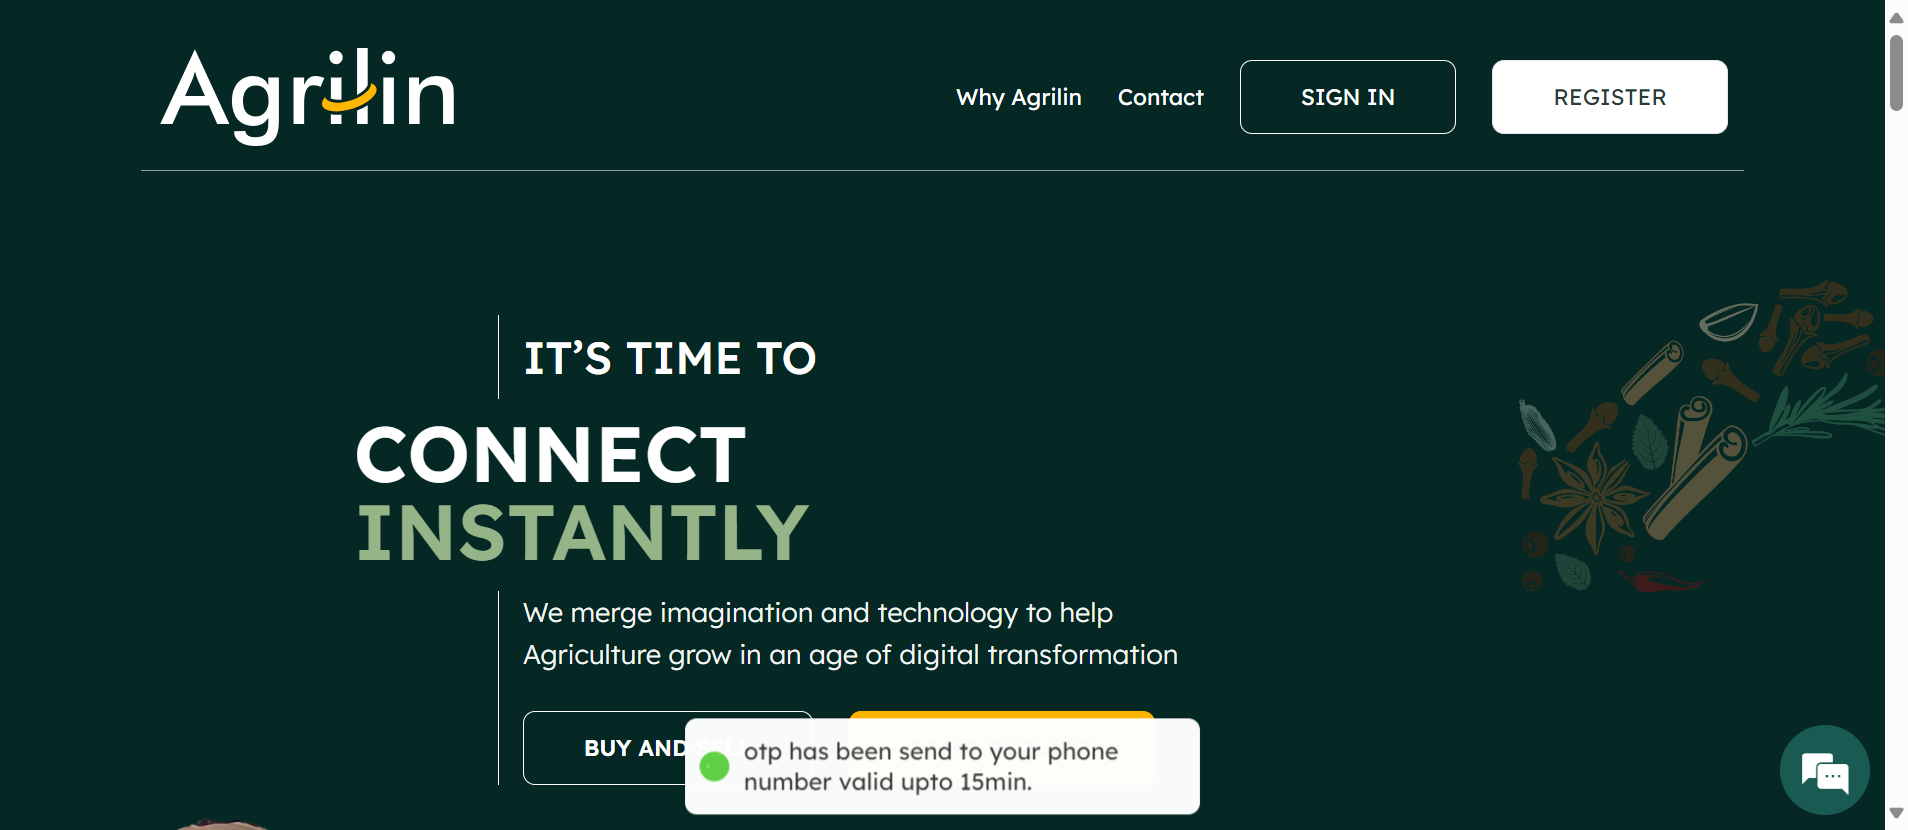 Agrilin
Why Agrilin
Contact
SIGN IN
REGISTER
IT’S TIME TO
CONNECT
INSTANTLY
We merge imagination and technology to help
Agriculture grow in an age of digital transformation
BUY AND
otp has been send to your phone
number valid upto 15min.